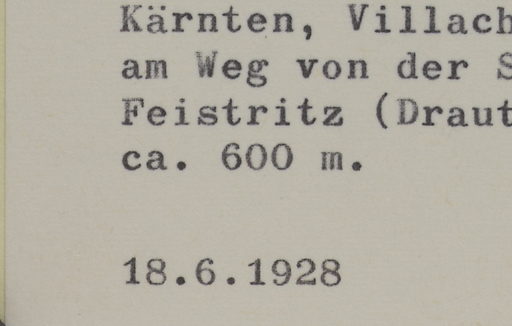 Kärnten, Villach
am Weg von der S
Feistritz (Draut
ca. 600 m.
18.6.1928